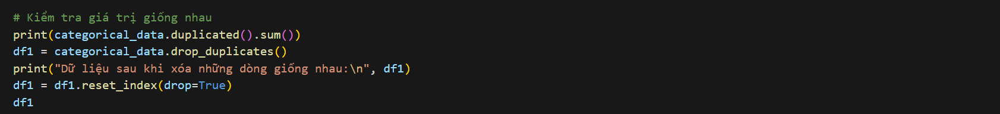 # Kiểm tra giá trị giống nhau
print(categorical_data.duplicated().sum())
df1 = categorical_data.drop_duplicates()
print("Dữ liệu sau khi xóa những dòng giống nhau:\n", df1)
df1 = df1.reset_index(drop=True)
df1